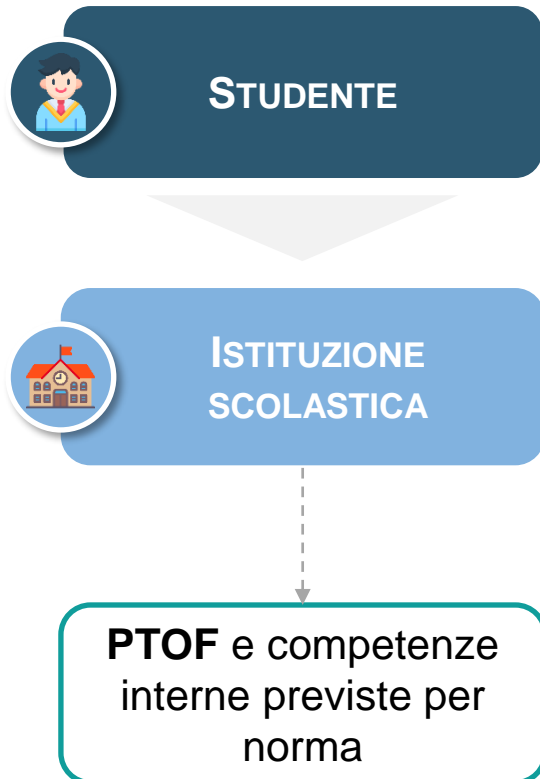 STUDENTE
ISTITUZIONE
SCOLASTICA
PTOF e competenze
interne previste per
norma